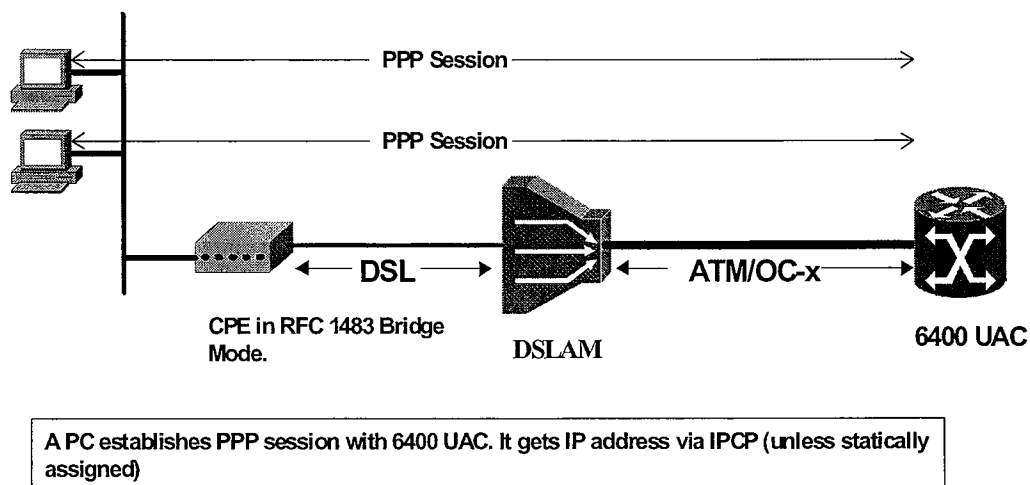 PPP Session
PPP Session
DSL
ATM/OC-x
CPE in RFC 1483 Bridge
Mode.
DSLAM
6400 UAC
A PC establishes PPP session with 6400 UAC. It gets IP address via IPCP (unless statically
assigned)